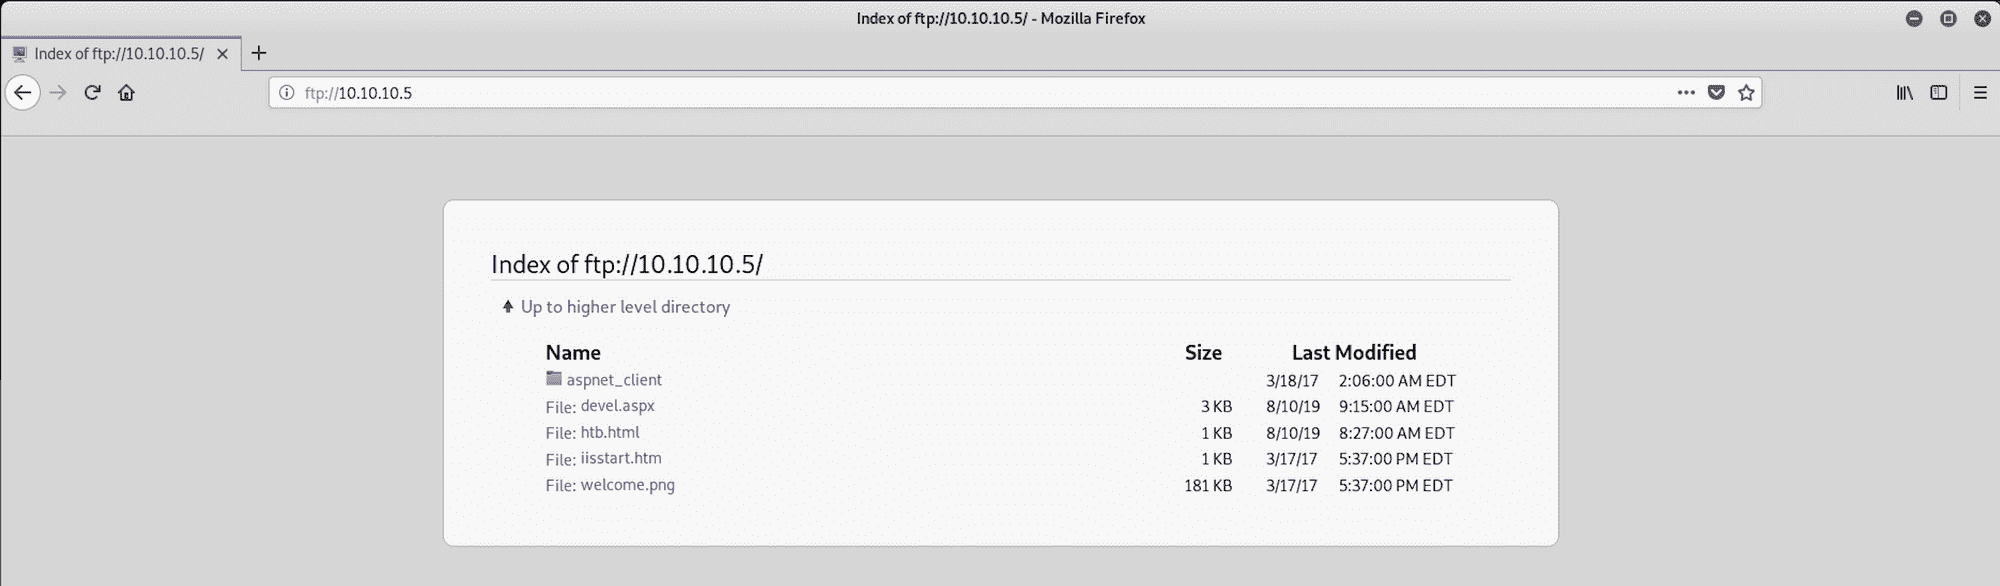 Index of ftp://10.10.10.5/ - Mozilla Firefox
Index of ftp://10.10.10.5/
ftp://10.10.10.5
Index of ftp://10.10.10.5/
Up to higher level directory
Name Size Last Modified
aspnet_client 3/18/17 2:06:00 AM EDT
File: devel.aspx 3 KB 8/10/19 9:15:00 AM EDT
File: htb.html 1 KB 8/10/19 8:27:00 AM EDT
File: iisstart.htm 1 KB 3/17/17 5:37:00 PM EDT
File: welcome.png 181 KB 3/17/17 5:37:00 PM EDT